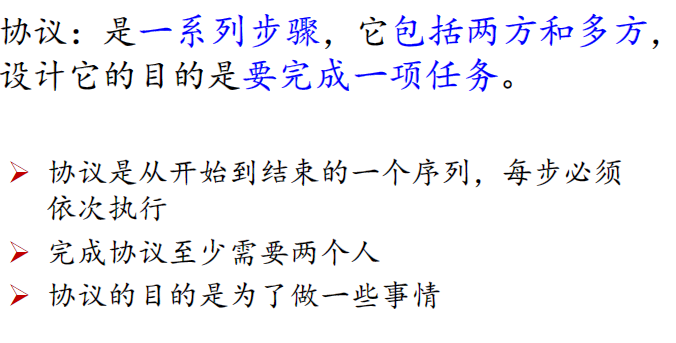 协议：是一系列步骤，它包括两方和多方，
设计它的目的是要完成一项任务。
协议是从开始到结束的一个序列，每步必须
依次执行
完成协议至少需要两个人
协议的目的是为了做一些事情